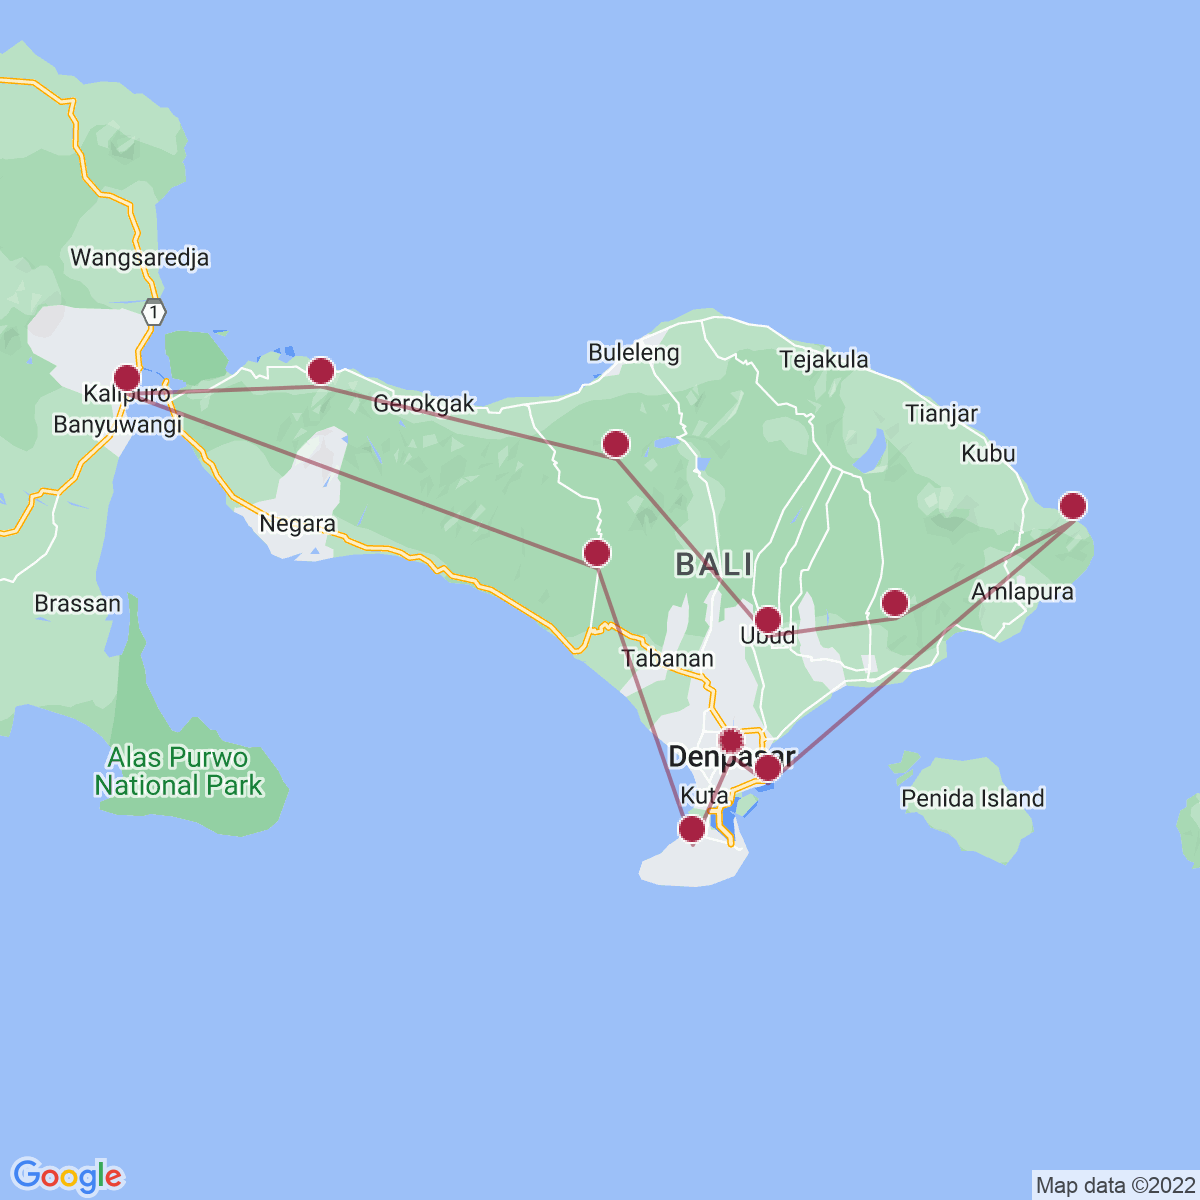 Wangsaredja
1
Buleleng
Tejakula
Kalipuro
Gerokgak
Tianjar
Banyuwangi
Kubu
Negara
BALI
Amlapura
Brassan
Ubud
Tabanan
Denpasar
Alas Purwo
National Park
Kuta
Penida Island
Google
Map data ©2022